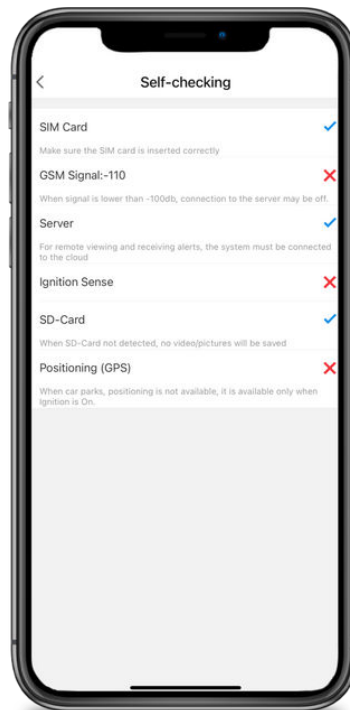 Self-checking
SIM Card
Make sure the SIM card is inserted correctly
GSM Signal:-110
When signal is lower than -100db, connection to the server may be off.
Server
For remote viewing and receiving alerts, the system must be connected
to the cloud
Ignition Sense
SD-Card
When SD-Card not detected, no video/pictures will be saved
Positioning (GPS)
When car parks, positioning is not available, it is available only when
Ignition is On.